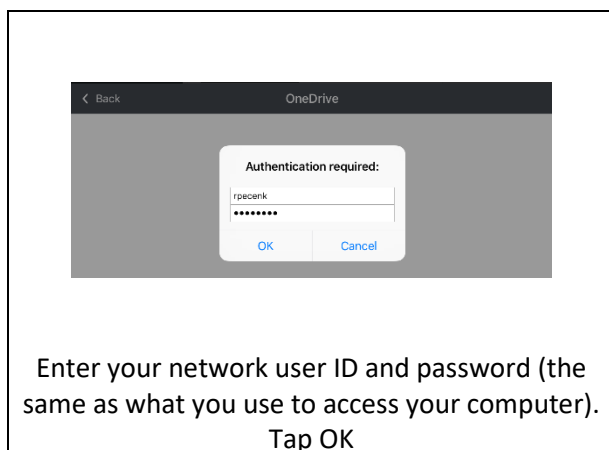 Back OneDrive
Authentication required:
rpecenk
••••••••
OK Cancel
Enter your network user ID and password (the
same as what you use to access your computer).
Tap OK